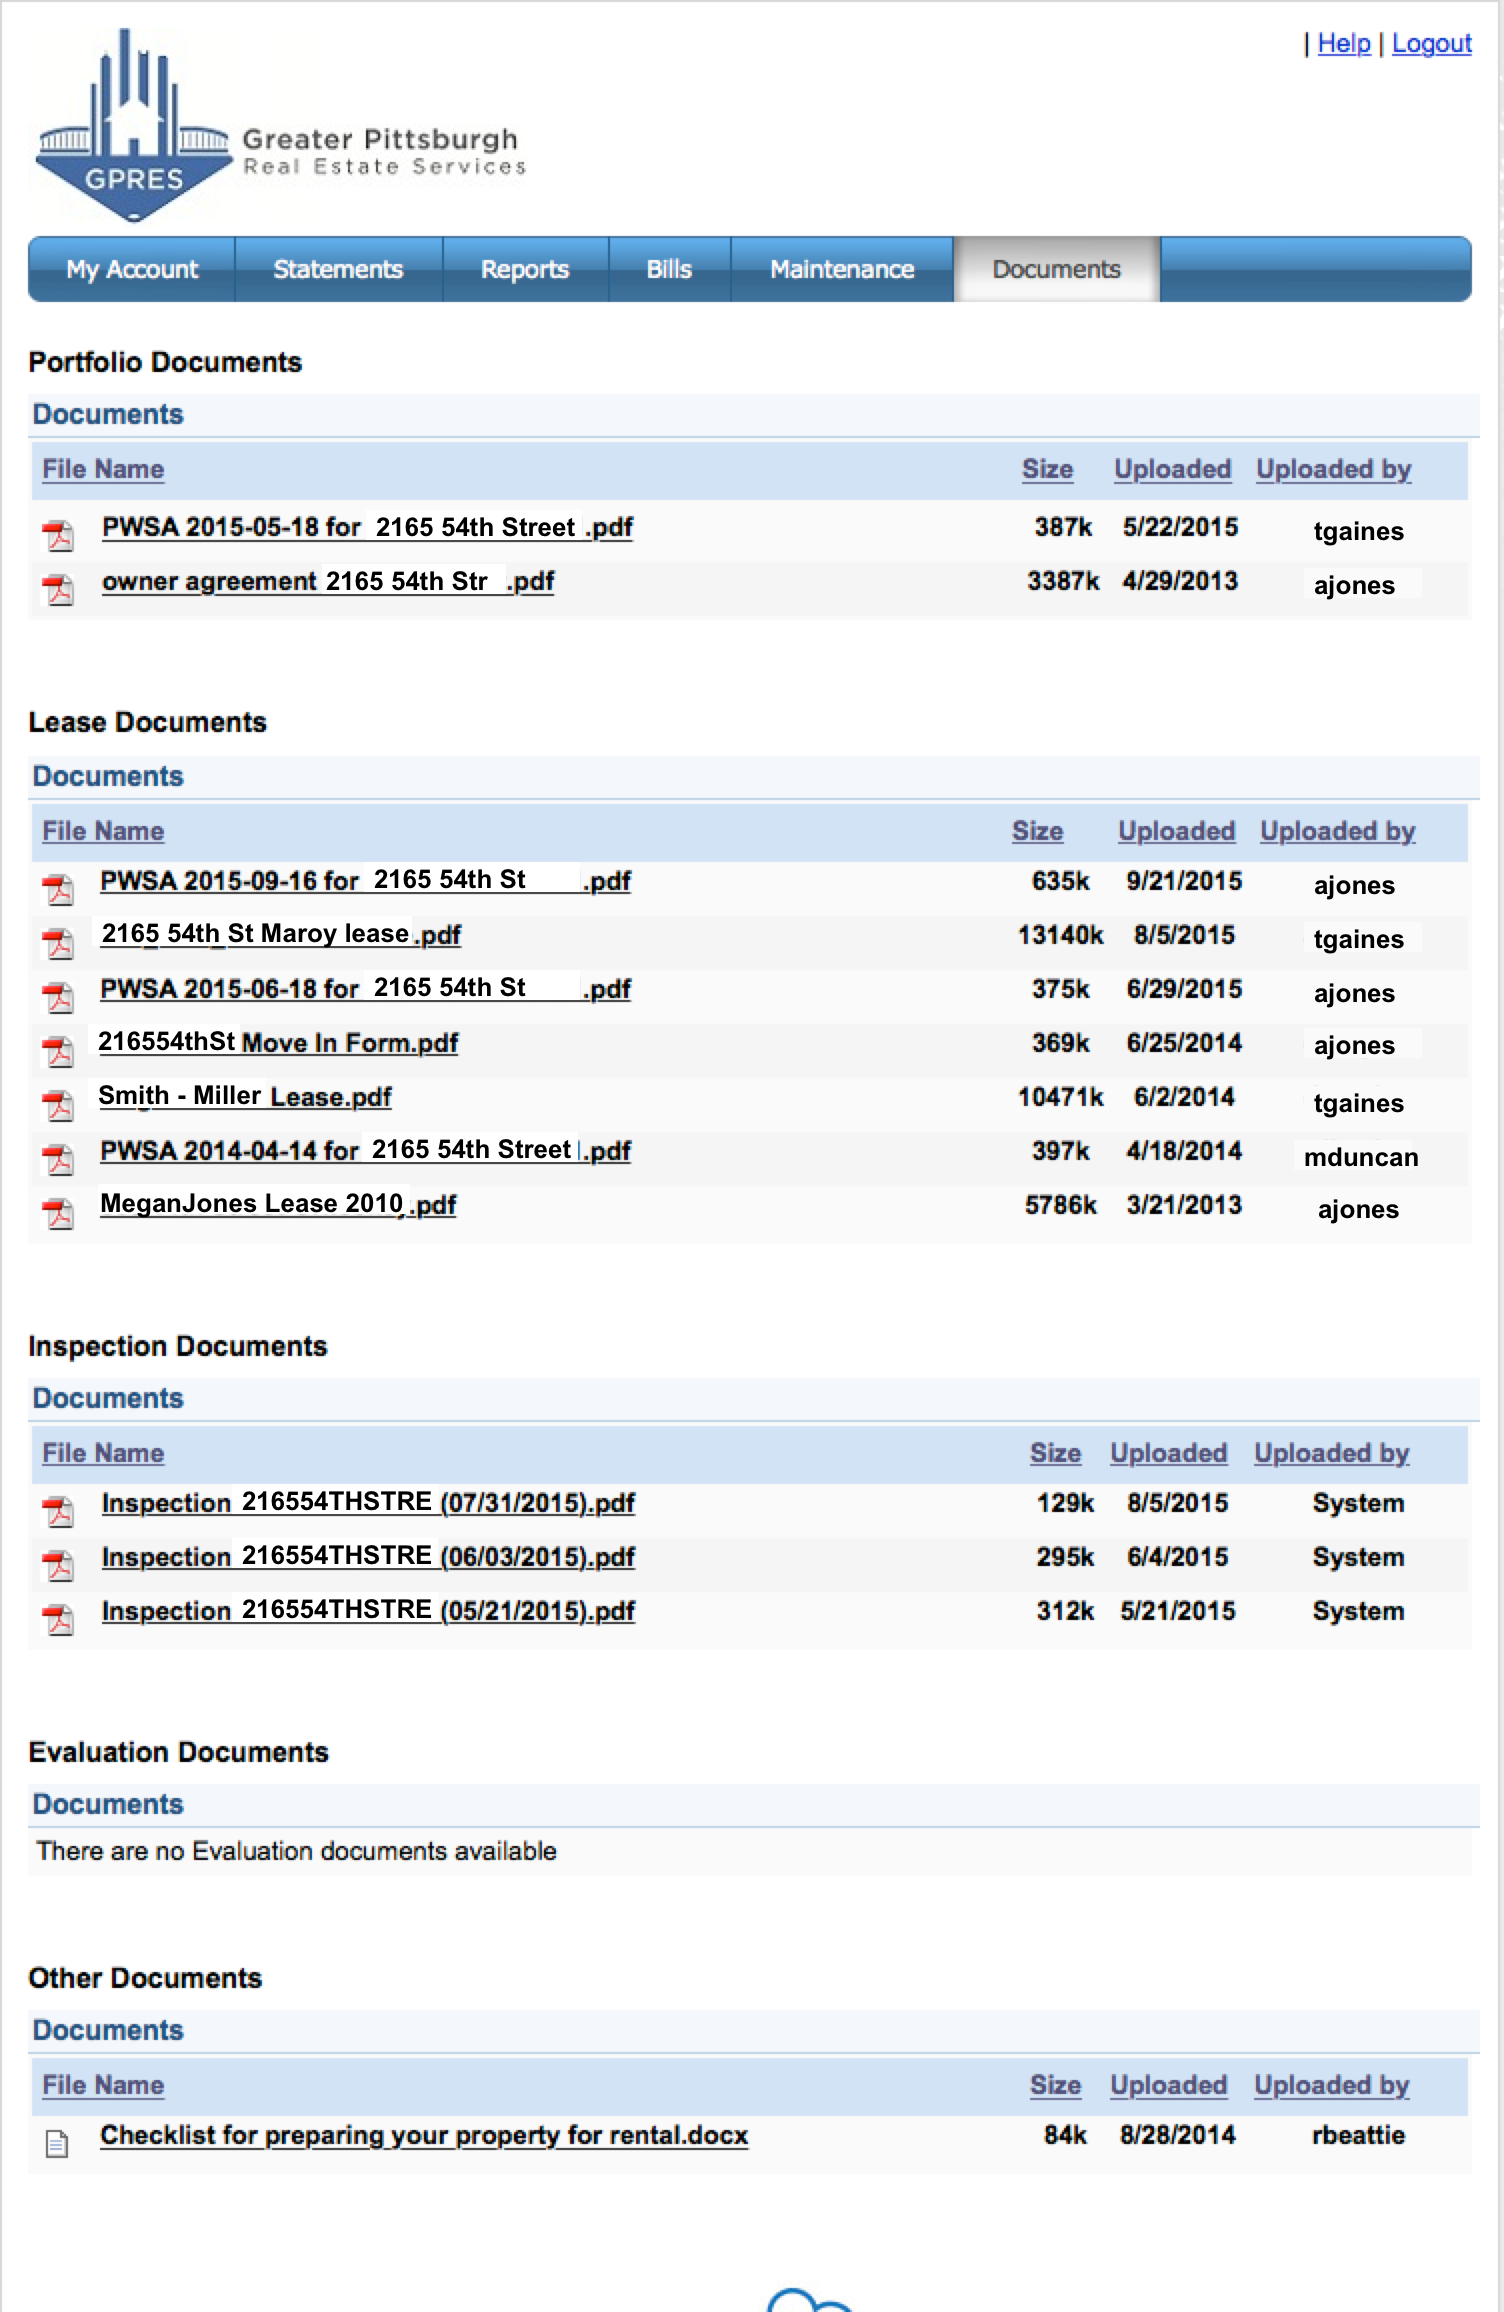 | Help | Logout
GPRES
Greater Pittsburgh
Real Estate Services
My Account Statements Reports Bills Maintenance Documents
Portfolio Documents
Documents
File Name Size Uploaded Uploaded by
PWSA 2015-05-18 for 2165 54th Street .pdf 387k 5/22/2015 tgaines
owner agreement 2165 54th Str .pdf 3387k 4/29/2013 ajones
Lease Documents
Documents
File Name Size Uploaded Uploaded by
PWSA 2015-09-16 for 2165 54th St .pdf 635k 9/21/2015 ajones
2165 54th St Maroy lease .pdf 13140k 8/5/2015 tgaines
PWSA 2015-06-18 for 2165 54th St .pdf 375k 6/29/2015 ajones
216554thSt Move In Form.pdf 369k 6/25/2014 ajones
Smith - Miller Lease.pdf 10471k 6/2/2014 tgaines
PWSA 2014-04-14 for 2165 54th Street .pdf 397k 4/18/2014 mduncan
MeganJones Lease 2010 .pdf 5786k 3/21/2013 ajones
Inspection Documents
Documents
File Name Size Uploaded Uploaded by
Inspection 216554THSTRE (07/31/2015).pdf 129k 8/5/2015 System
Inspection 216554THSTRE (06/03/2015).pdf 295k 6/4/2015 System
Inspection 216554THSTRE (05/21/2015).pdf 312k 5/21/2015 System
Evaluation Documents
Documents
There are no Evaluation documents available
Other Documents
Documents
File Name Size Uploaded Uploaded by
Checklist for preparing your property for rental.docx 84k 8/28/2014 rbeattie